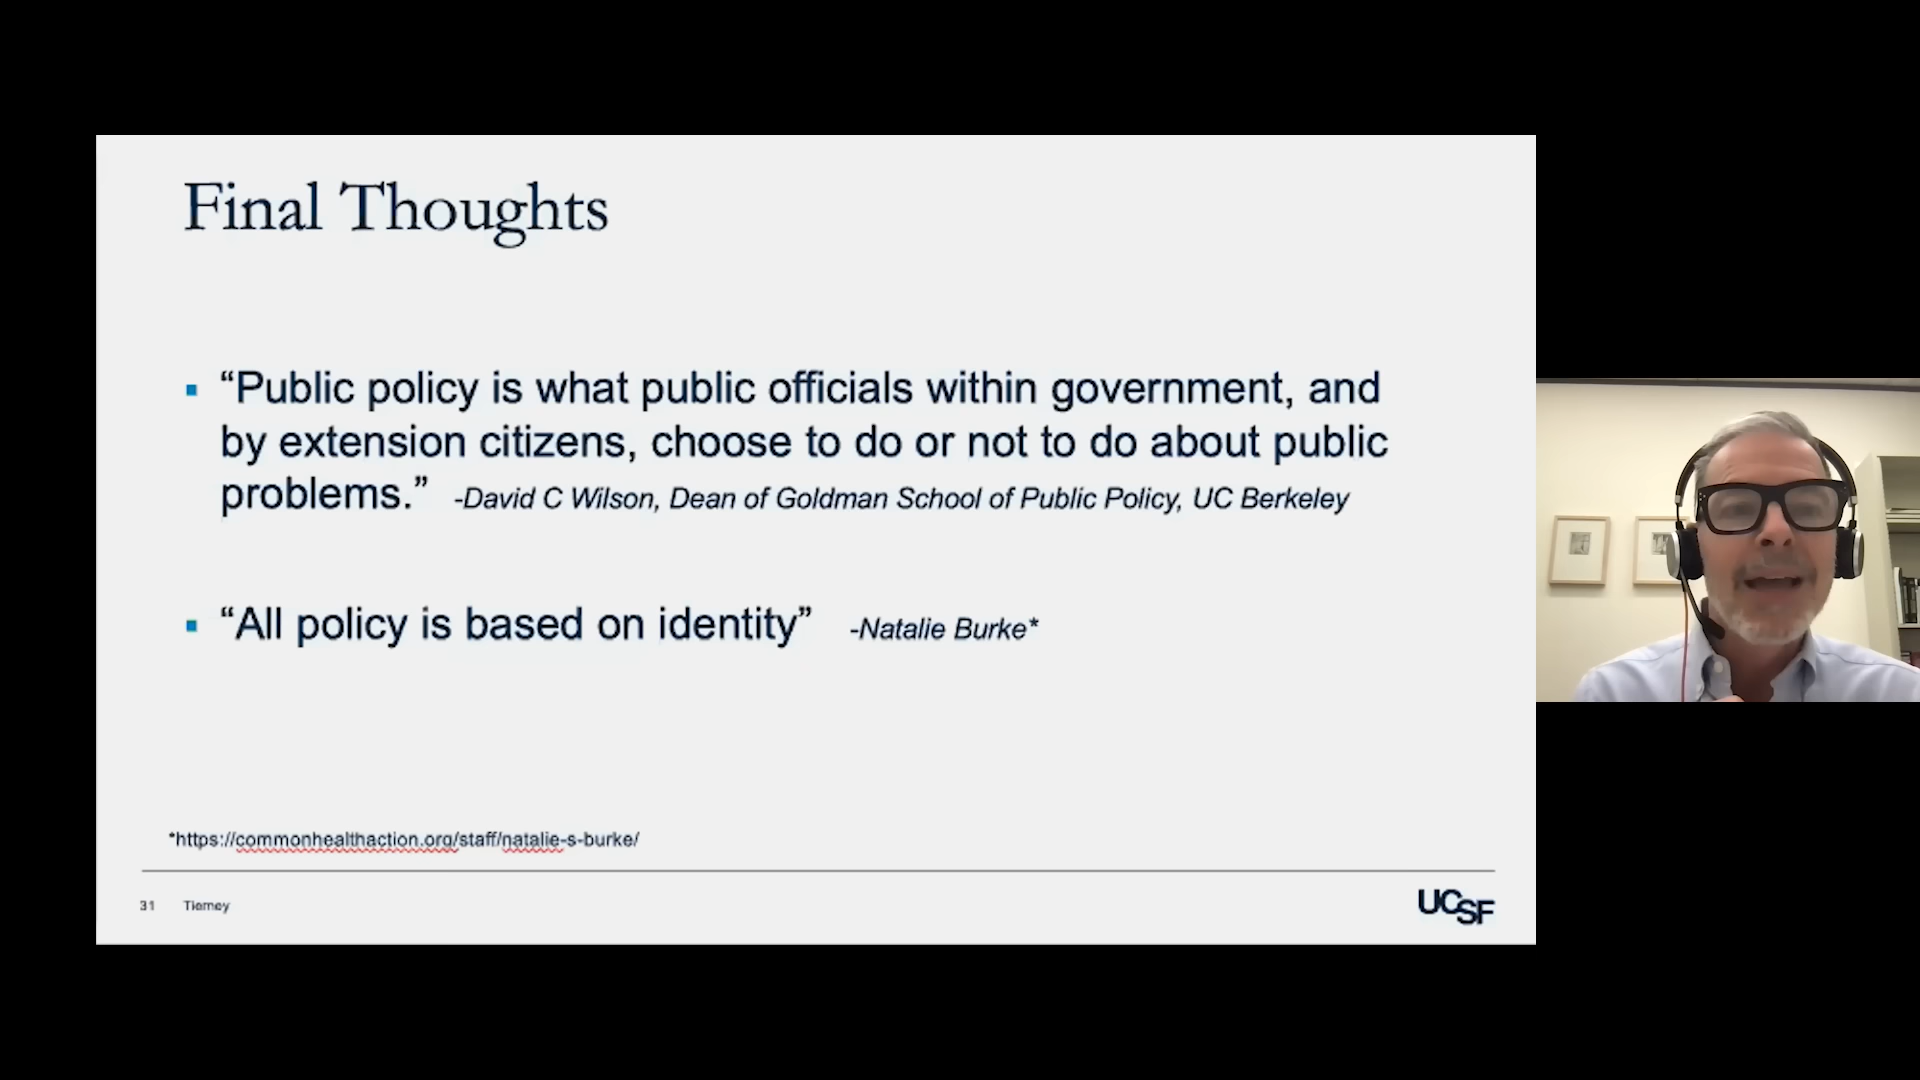 Final Thoughts
▪ “Public policy is what public officials within government, and
by extension citizens, choose to do or not to do about public
problems.” -David C Wilson, Dean of Goldman School of Public Policy, UC Berkeley
▪ “All policy is based on identity” -Natalie Burke*
*https://commonhealthaction.org/staff/natalie-s-burke/
31 Tierney
UCSF